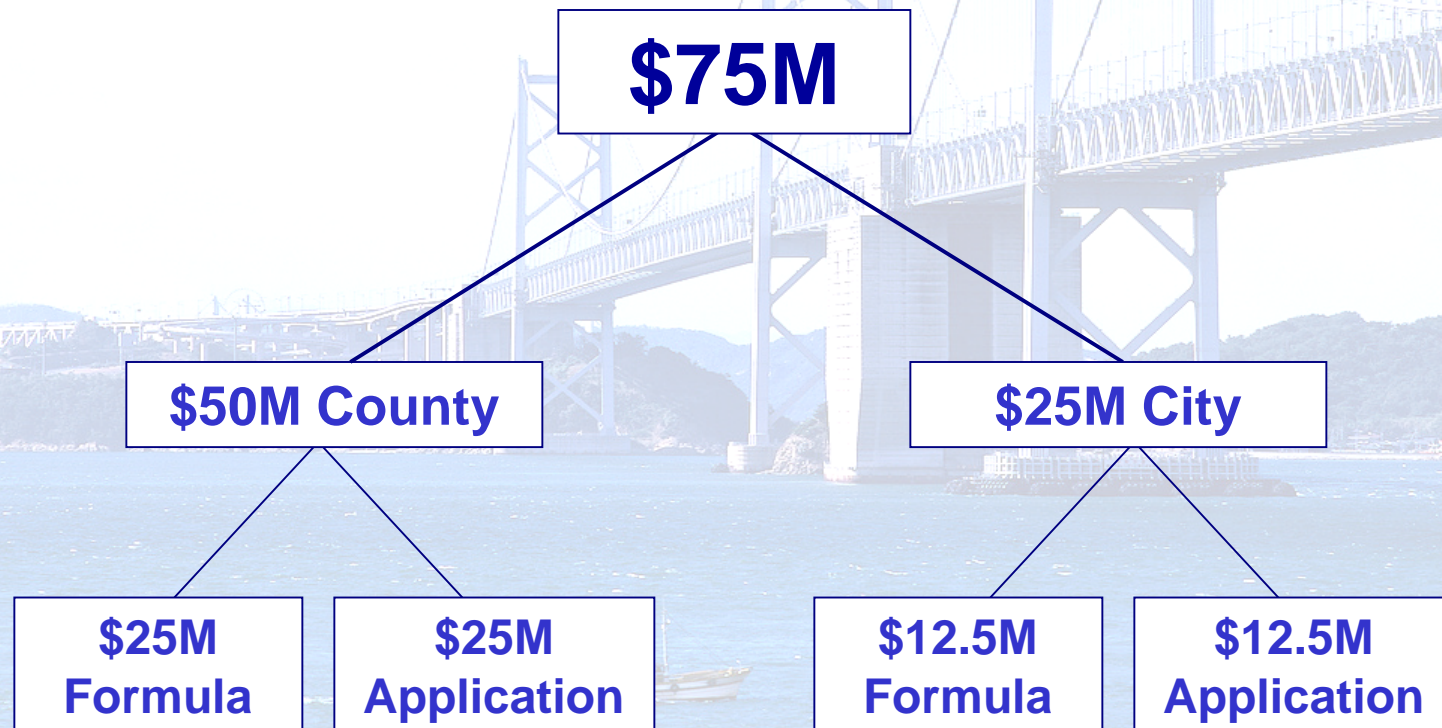 $75M
$50M County
$25M City
$25M
Formula
$25M
Application
$12.5M
Formula
$12.5M
Application